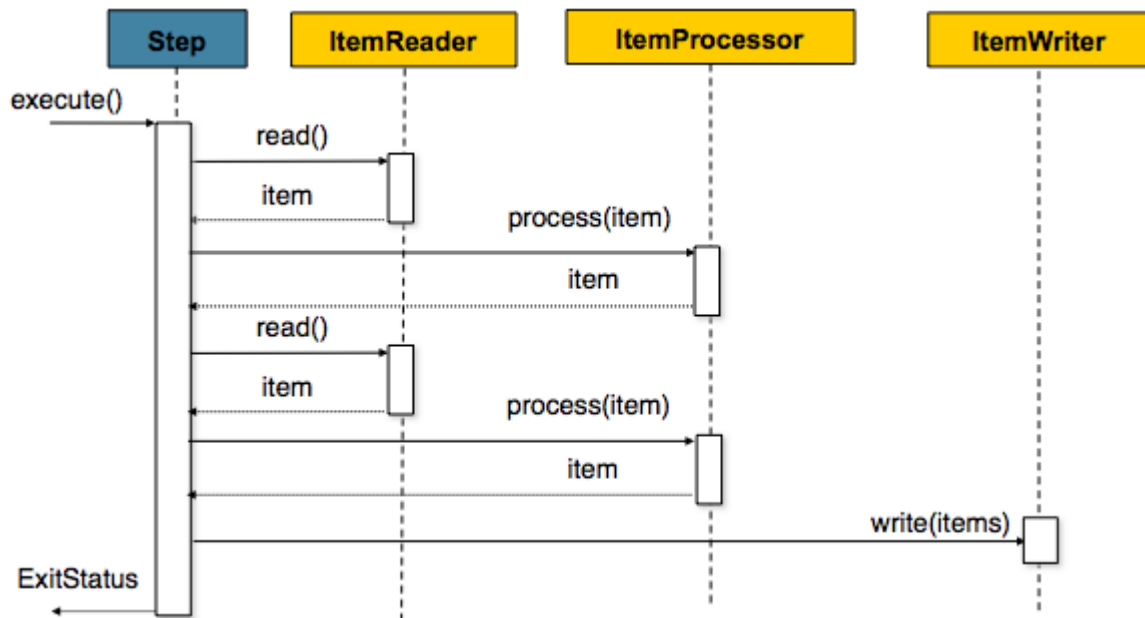 Step
ItemReader
ItemProcessor
ItemWriter
execute()
read()
item
process(item)
item
read()
item
process(item)
item
write(items)
ExitStatus